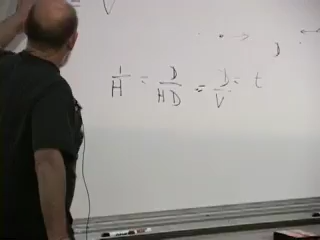 V
D
1/H = D/HD = D/V = t